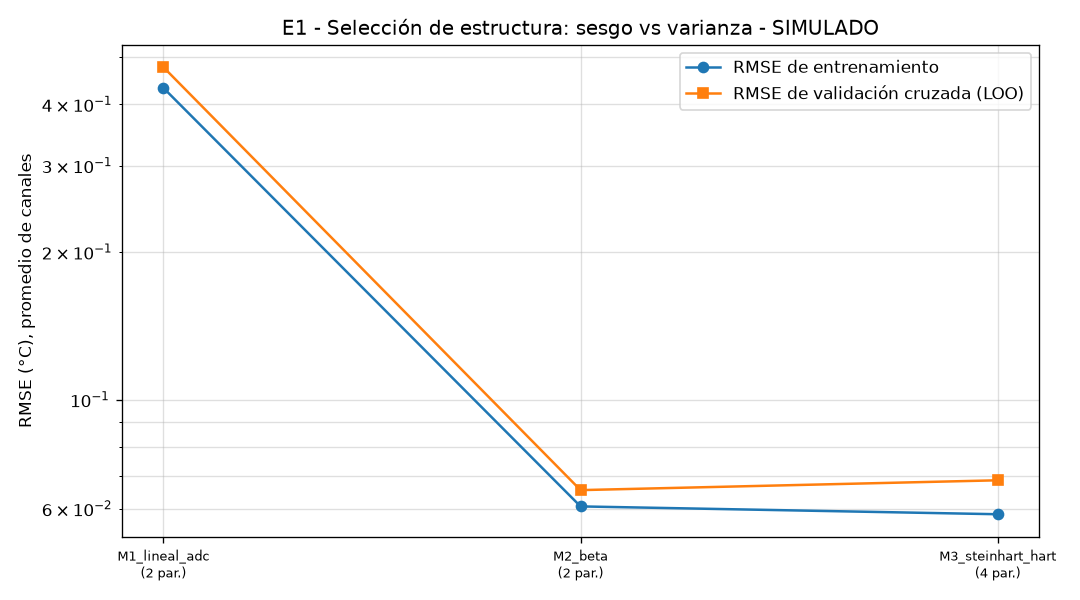 E1 - Selección de estructura: sesgo vs varianza - SIMULADO
RMSE de entrenamiento
RMSE de validación cruzada (LOO)
RMSE (°C), promedio de canales
4 × 10⁻¹
3 × 10⁻¹
2 × 10⁻¹
10⁻¹
6 × 10⁻²
M1_lineal_adc
(2 par.)
M2_beta
(2 par.)
M3_steinhart_hart
(4 par.)